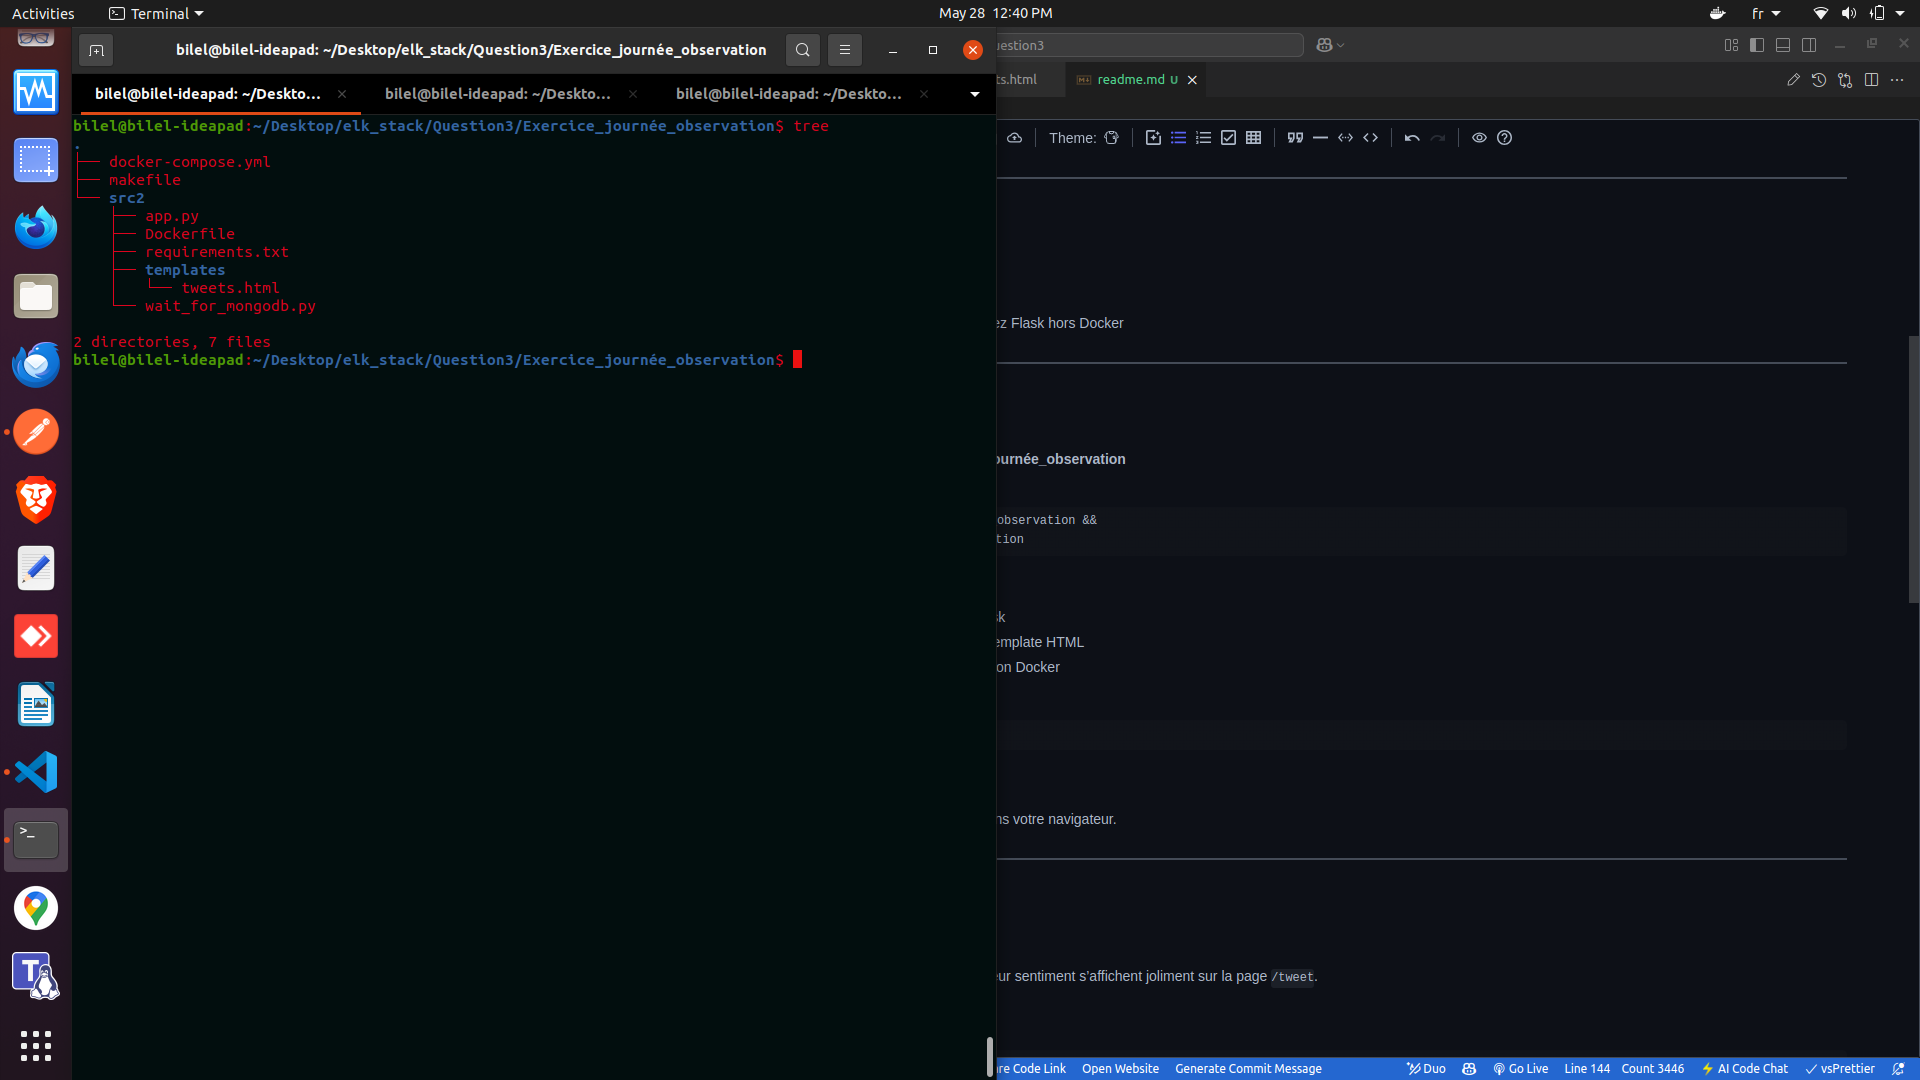 Activities
Terminal
May 28 12:40 PM
fr
bilel@bilel-ideapad: ~/Desktop/elk_stack/Question3/Exercice_journée_observation
bilel@bilel-ideapad: ~/Deskto...
bilel@bilel-ideapad: ~/Deskto...
bilel@bilel-ideapad: ~/Deskto...
bilel@bilel-ideapad:~/Desktop/elk_stack/Question3/Exercice_journée_observation$ tree
.
├── docker-compose.yml
├── makefile
└── src2
    ├── app.py
    ├── Dockerfile
    ├── requirements.txt
    ├── templates
    │   └── tweets.html
    └── wait_for_mongodb.py
2 directories, 7 files
bilel@bilel-ideapad:~/Desktop/elk_stack/Question3/Exercice_journée_observation$
uestion3
ts.html
readme.md U
Theme:
ez Flask hors Docker
ournée_observation
observation &&
tion
sk
emplate HTML
on Docker
ns votre navigateur.
eur sentiment s’affichent joliment sur la page /tweet.
are Code Link
Open Website
Generate Commit Message
Duo
Go Live
Line 144
Count 3446
AI Code Chat
vsPrettier